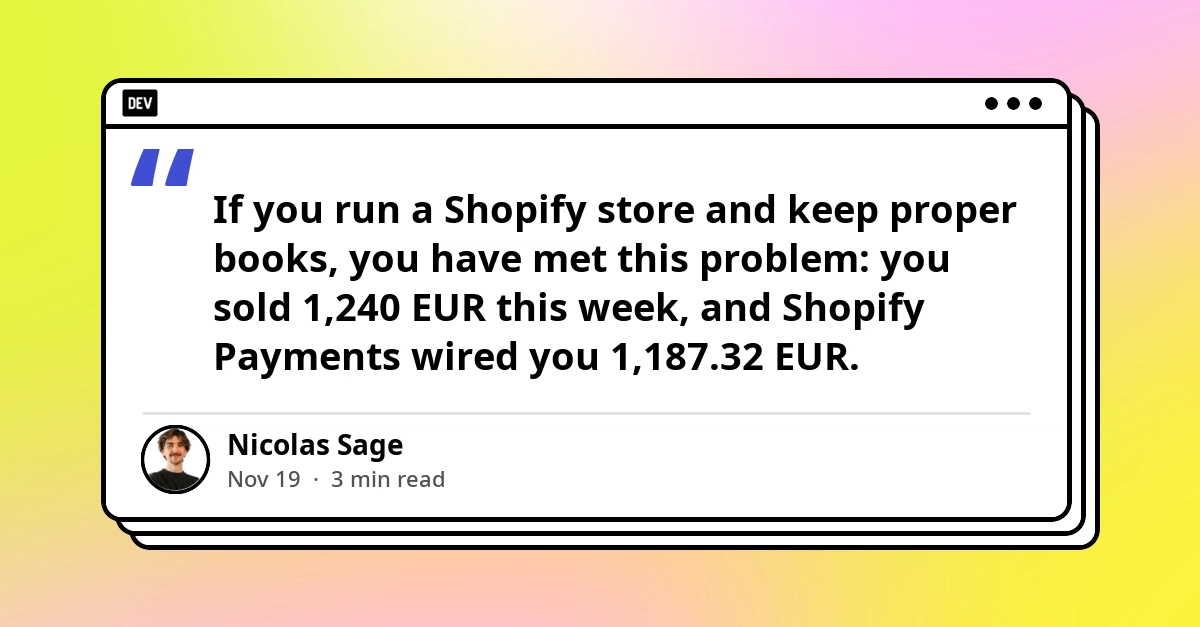 DEV
If you run a Shopify store and keep proper
books, you have met this problem: you
sold 1,240 EUR this week, and Shopify
Payments wired you 1,187.32 EUR.
Nicolas Sage
Nov 19 · 3 min read